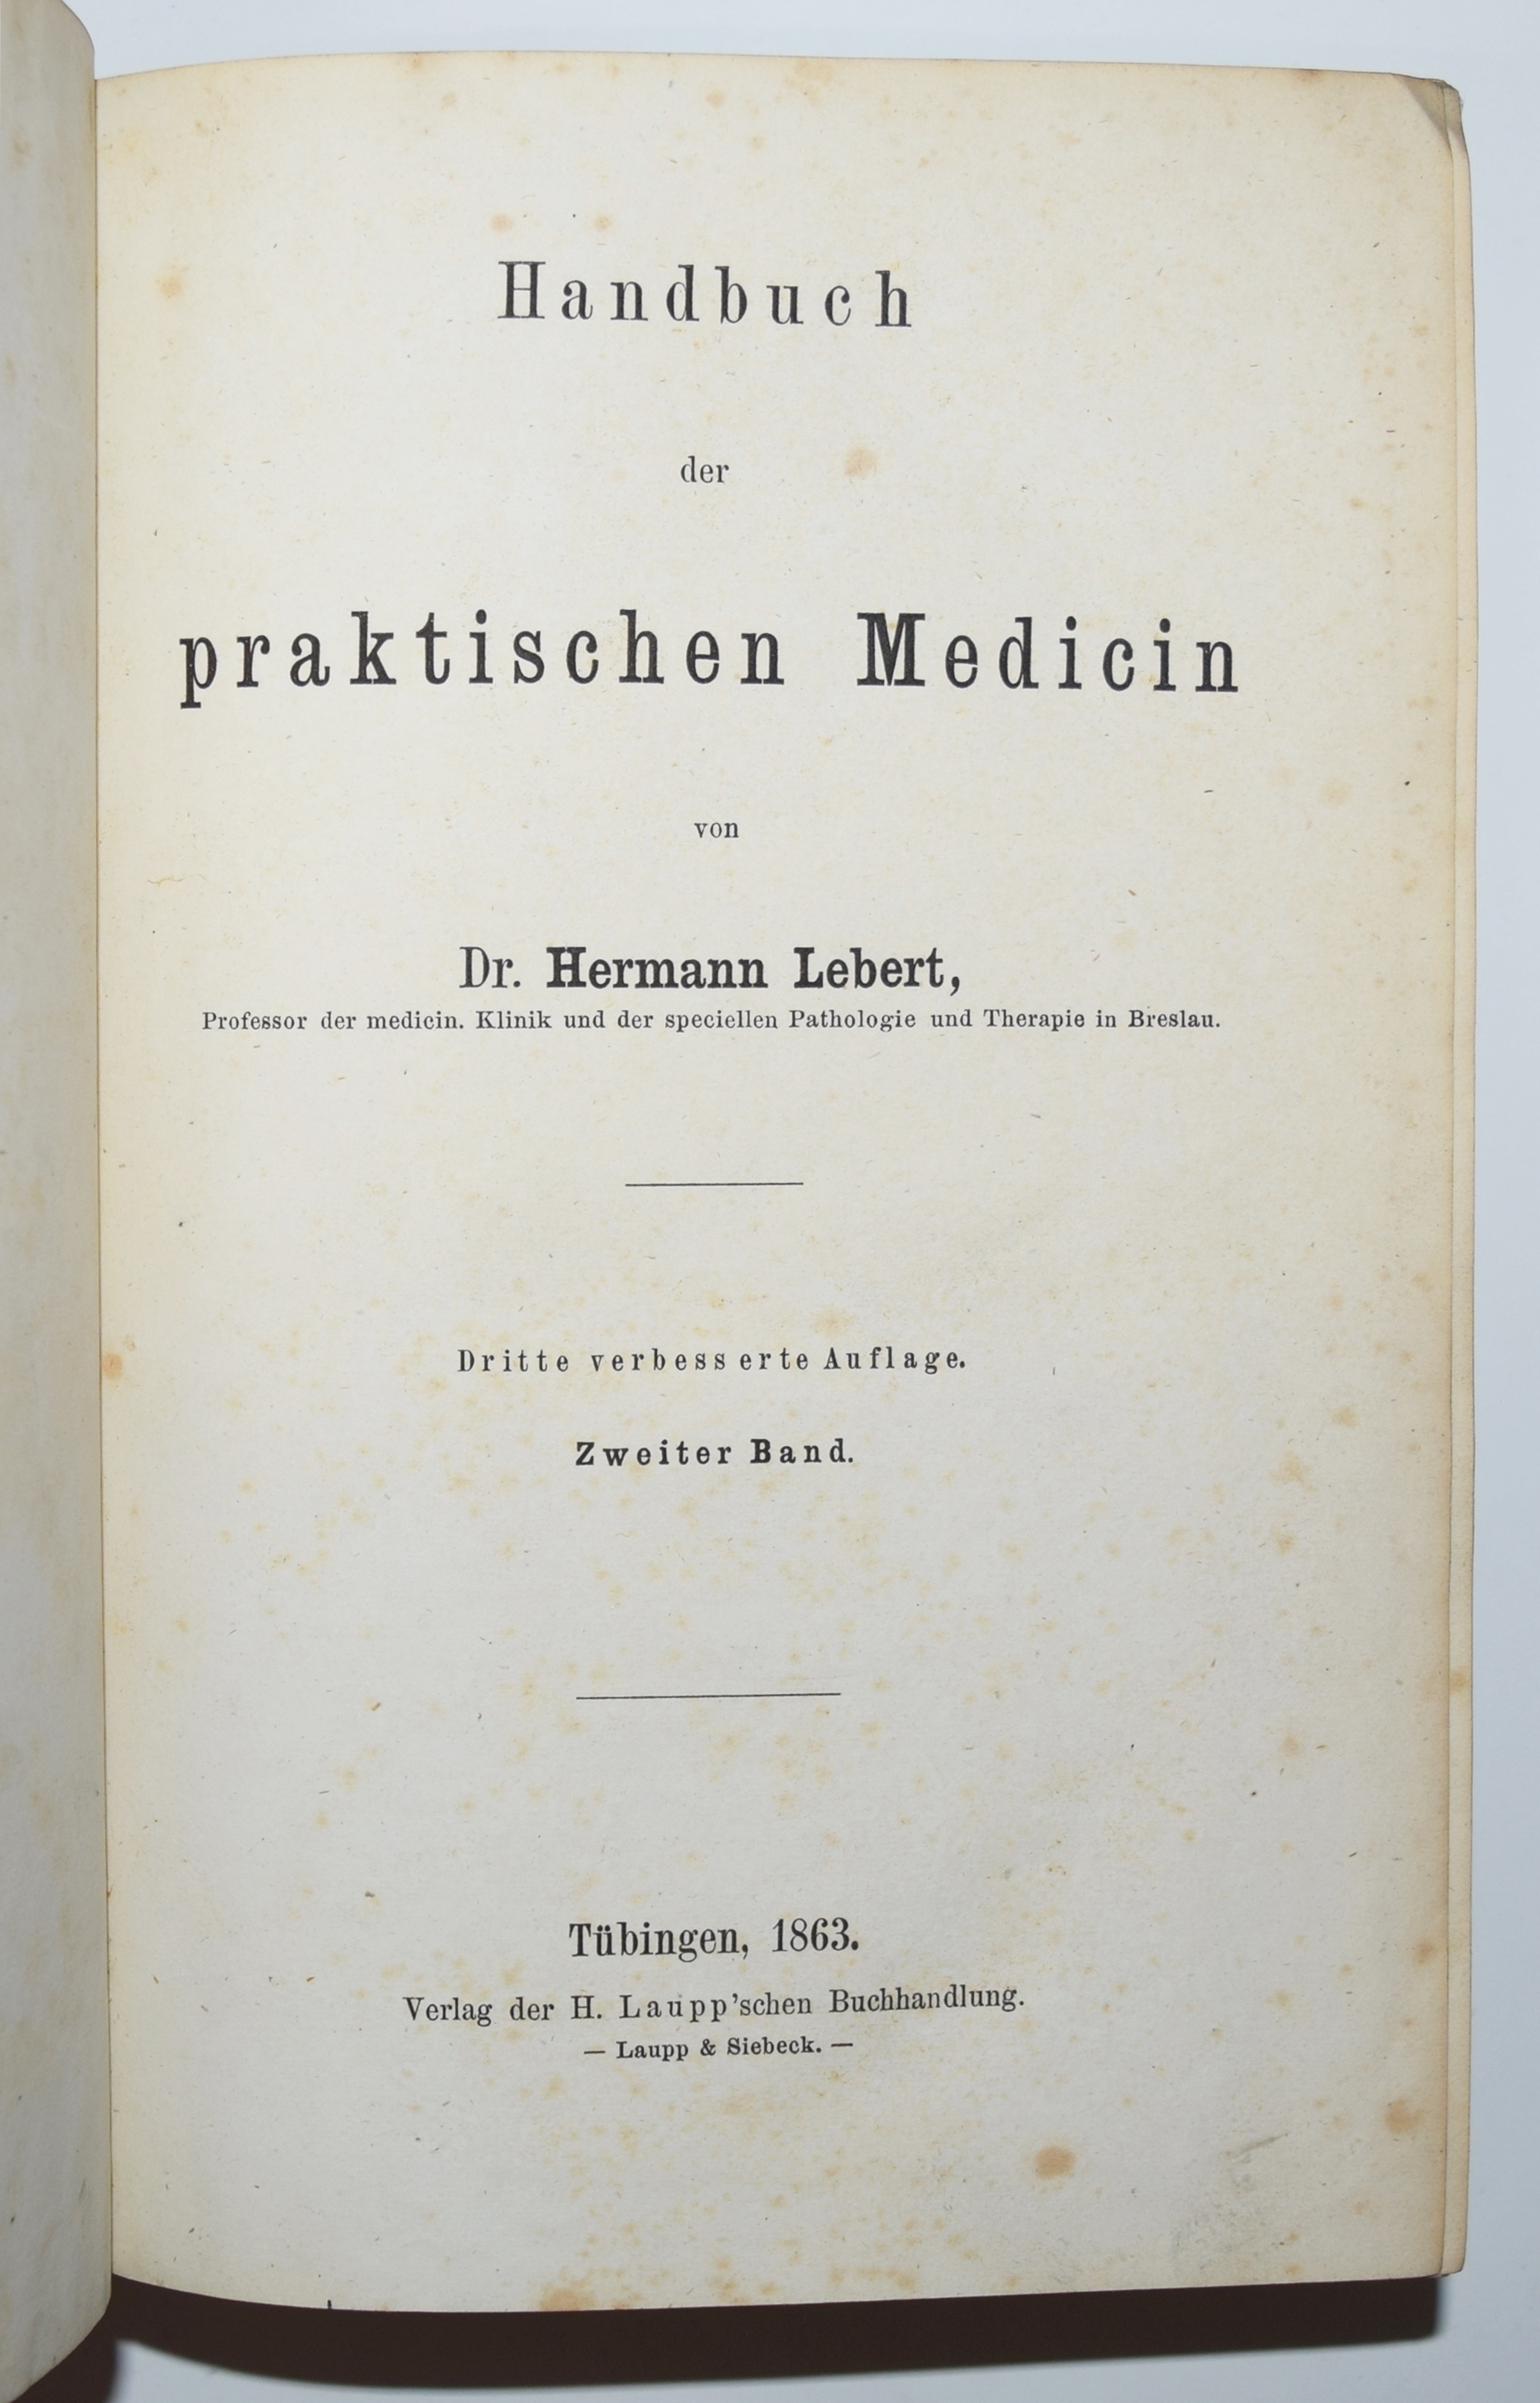 Handbuch
der
praktischen Medicin
von
Dr. Hermann Lebert,
Professor der medicin. Klinik und der speciellen Pathologie und Therapie in Breslau.
Dritte verbesserte Auflage.
Zweiter Band.
Tübingen, 1863.
Verlag der H. Laupp'schen Buchhandlung.
— Laupp & Siebeck. —